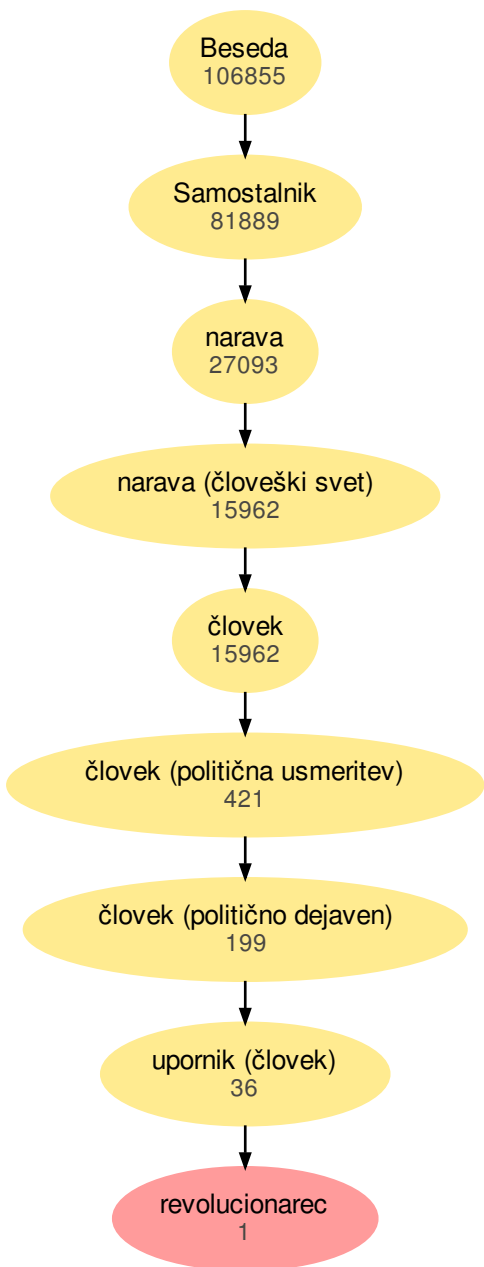 Beseda
106855
Samostalnik
81889
narava
27093
narava (človeški svet)
15962
človek
15962
človek (politična usmeritev)
421
človek (politično dejaven)
199
upornik (človek)
36
revolucionarec
1